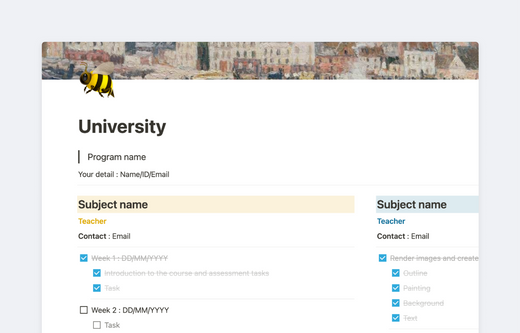 University
Program name
Your detail : Name/ID/Email
Subject name
Teacher
Contact : Email
Week 1 : DD/MM/YYYY
Introduction to the course and assessment tasks
Task
Week 2 : DD/MM/YYYY
Task
Subject name
Teacher
Contact : Email
Render images and create
Outline
Painting
Background
Text